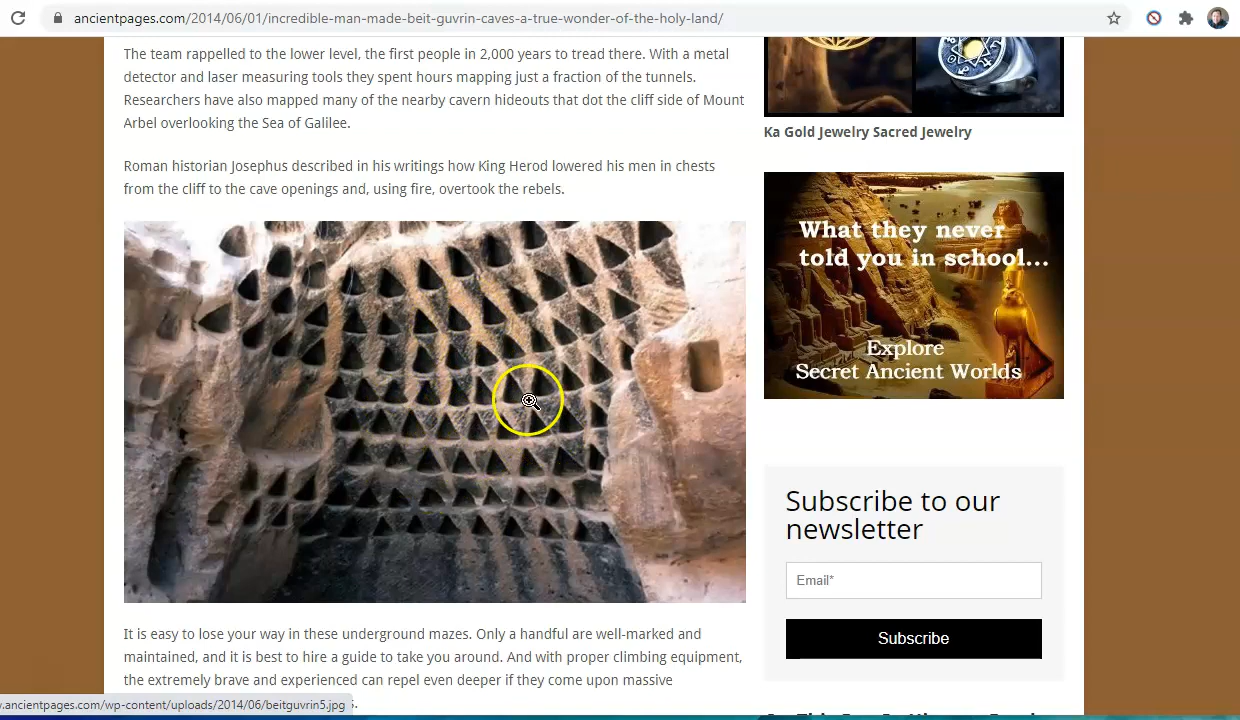 ancientpages.com/2014/06/01/incredible-man-made-beit-guvrin-caves-a-true-wonder-of-the-holy-land/
The team rappelled to the lower level, the first people in 2,000 years to tread there. With a metal
detector and laser measuring tools they spent hours mapping just a fraction of the tunnels.
Researchers have also mapped many of the nearby cavern hideouts that dot the cliff side of Mount
Arbel overlooking the Sea of Galilee.
Roman historian Josephus described in his writings how King Herod lowered his men in chests
from the cliff to the cave openings and, using fire, overtook the rebels.
It is easy to lose your way in these underground mazes. Only a handful are well-marked and
maintained, and it is best to hire a guide to take you around. And with proper climbing equipment,
the extremely brave and experienced can repel even deeper if they come upon massive
.ancientpages.com/wp-content/uploads/2014/06/beitguvrin5.jpg
Ka Gold Jewelry Sacred Jewelry
What they never
told you in school...
Explore
Secret Ancient Worlds
Subscribe to our
newsletter
Email*
Subscribe